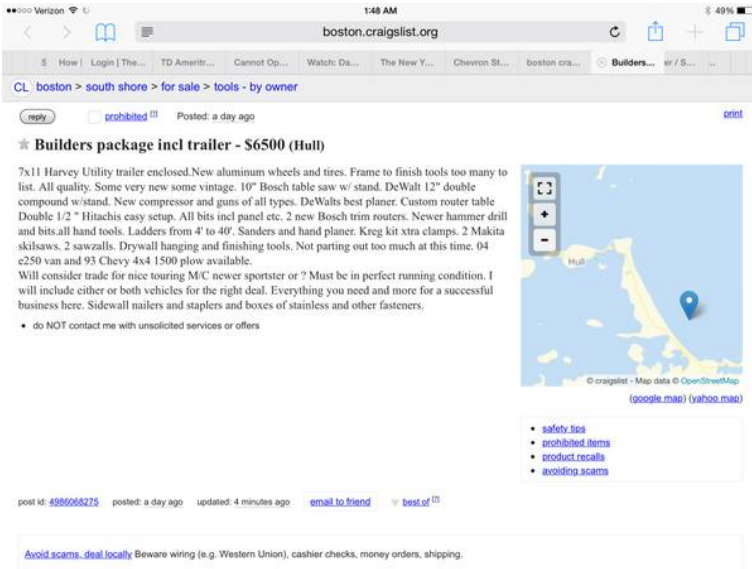 Verizon
1:48 AM
49%
boston.craigslist.org
How I
Login | The...
TD Ameritr...
Cannot Op...
Watch: Da...
The New Y...
Chevron St...
boston cra...
Builders...
er / S...
CL boston > south shore > for sale > tools - by owner
reply
prohibited [?]
Posted: a day ago
print
Builders package incl trailer - $6500 (Hull)
7x11 Harvey Utility trailer enclosed.New aluminum wheels and tires. Frame to finish tools too many to
list. All quality. Some very new some vintage. 10" Bosch table saw w/ stand. DeWalt 12" double
compound w/stand. New compressor and guns of all types. DeWalts best planer. Custom router table
Double 1/2 " Hitachis easy setup. All bits incl panel etc. 2 new Bosch trim routers. Newer hammer drill
and bits.all hand tools. Ladders from 4' to 40'. Sanders and hand planer. Kreg kit xtra clamps. 2 Makita
skilsaws. 2 sawzalls. Drywall hanging and finishing tools. Not parting out too much at this time. 04
e250 van and 93 Chevy 4x4 1500 plow available.
Will consider trade for nice touring M/C newer sportster or ? Must be in perfect running condition. I
will include either or both vehicles for the right deal. Everything you need and more for a successful
business here. Sidewall nailers and staplers and boxes of stainless and other fasteners.
• do NOT contact me with unsolicited services or offers
+
-
Hull
© craigslist - Map data © OpenStreetMap
(google map) (yahoo map)
• safety tips
• prohibited items
• product recalls
• avoiding scams
post id: 4986068275
posted: a day ago
updated: 4 minutes ago
email to friend
best of [?]
Avoid scams, deal locally Beware wiring (e.g. Western Union), cashier checks, money orders, shipping.